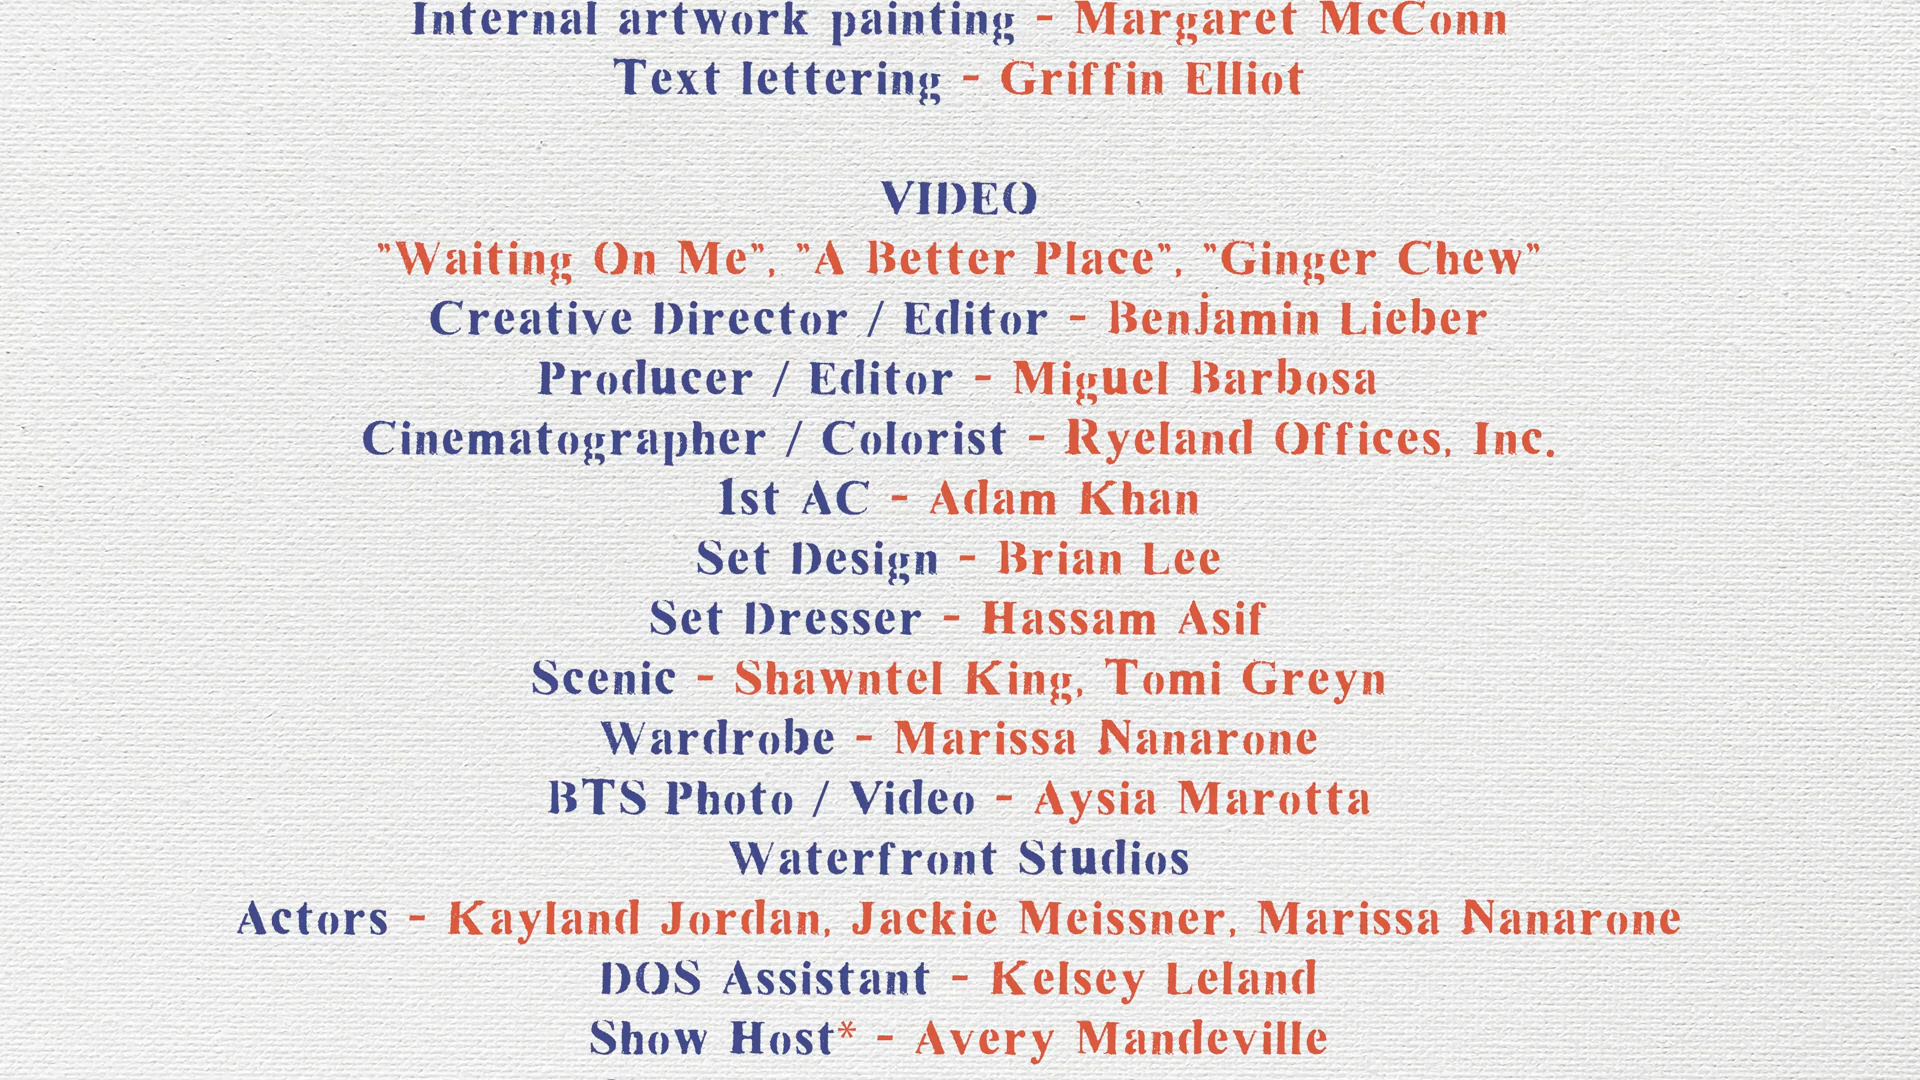 Internal artwork painting - Margaret McConn
Text lettering - Griffin Elliot
VIDEO
"Waiting On Me", "A Better Place", "Ginger Chew"
Creative Director / Editor - Benjamin Lieber
Producer / Editor - Miguel Barbosa
Cinematographer / Colorist - Ryeland Offices, Inc.
1st AC - Adam Khan
Set Design - Brian Lee
Set Dresser - Hassam Asif
Scenic - Shawntel King, Tomi Greyn
Wardrobe - Marissa Nanarone
BTS Photo / Video - Aysia Marotta
Waterfront Studios
Actors - Kayland Jordan, Jackie Meissner, Marissa Nanarone
DOS Assistant - Kelsey Leland
Show Host* - Avery Mandeville